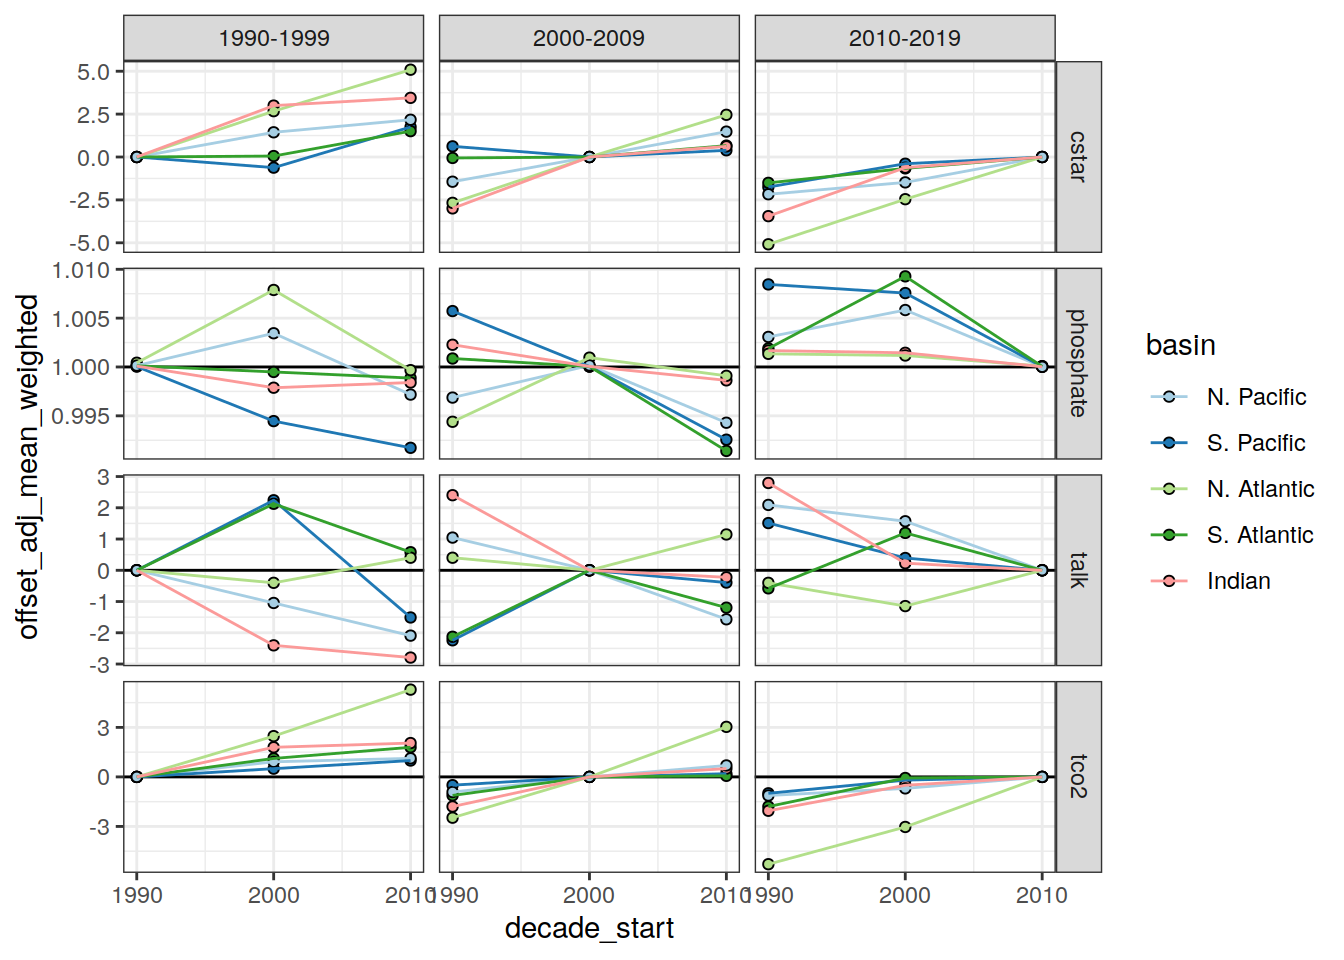 1990-1999 2000-2009 2010-2019
5.0
2.5
0.0
-2.5
-5.0
cstar
1.010
1.005
1.000
0.995
phosphate
3
2
1
0
-1
-2
-3
talk
3
0
-3
tco2
offset_adj_mean_weighted
1990 2000 2010 1990 2000 2010 1990 2000 2010
decade_start
basin
N. Pacific
S. Pacific
N. Atlantic
S. Atlantic
Indian